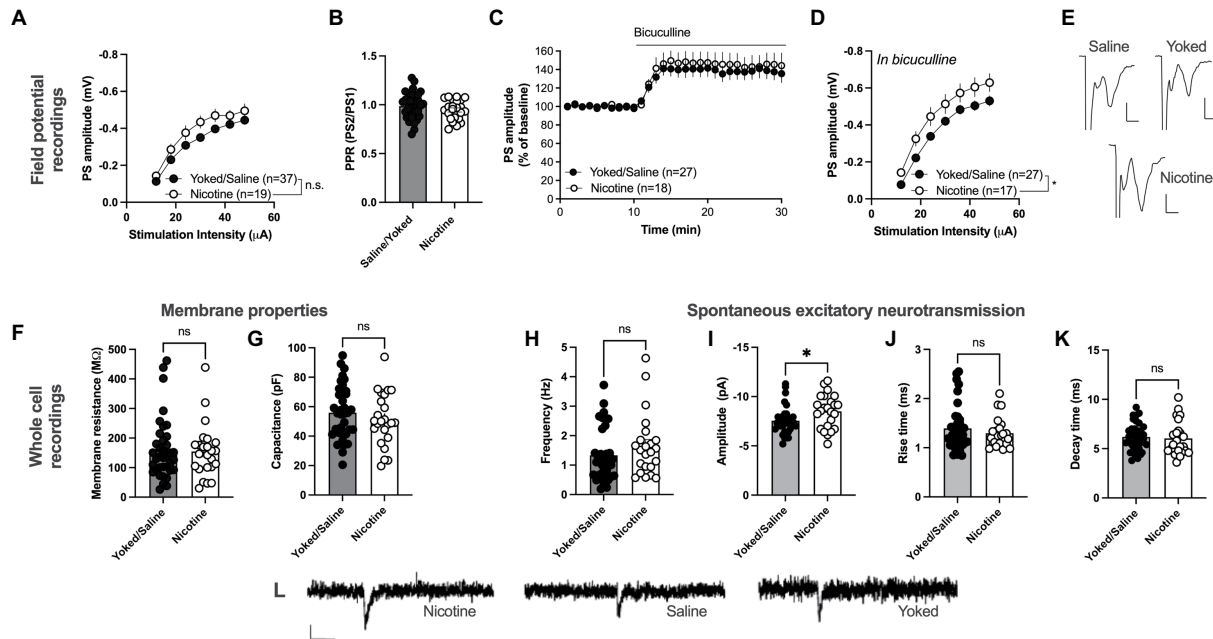 A
Field potential
recordings
PS amplitude (mV)
-0.8
-0.6
-0.4
-0.2
0.0
Yoked/Saline (n=37)
Nicotine (n=19)
n.s.
0
20
40
60
Stimulation Intensity (μA)
B
PPR (PS2/PS1)
1.5
1.0
0.5
0.0
Saline/Yoked
Nicotine
C
Bicuculline
PS amplitude
(% of baseline)
160
140
120
100
80
60
40
20
0
Yoked/Saline (n=27)
Nicotine (n=18)
0
10
20
30
Time (min)
D
In bicuculline
PS amplitude (mV)
-0.8
-0.6
-0.4
-0.2
0.0
Yoked/Saline (n=27)
Nicotine (n=17)
*
0
20
40
60
Stimulation Intensity (μA)
E
Saline
Yoked
Nicotine
Membrane properties
Spontaneous excitatory neurotransmission
Whole cell
recordings
F
ns
Membrane resistance (MΩ)
500
400
300
200
100
0
Yoked/Saline
Nicotine
G
ns
Capacitance (pF)
100
80
60
40
20
0
Yoked/Saline
Nicotine
H
ns
Frequency (Hz)
5
4
3
2
1
0
Yoked/Saline
Nicotine
I
*
Amplitude (pA)
-15
-10
-5
0
Yoked/Saline
Nicotine
J
ns
Rise time (ms)
3
2
1
0
Yoked/Saline
Nicotine
K
ns
Decay time (ms)
15
10
5
0
Yoked/Saline
Nicotine
L
Nicotine
Saline
Yoked